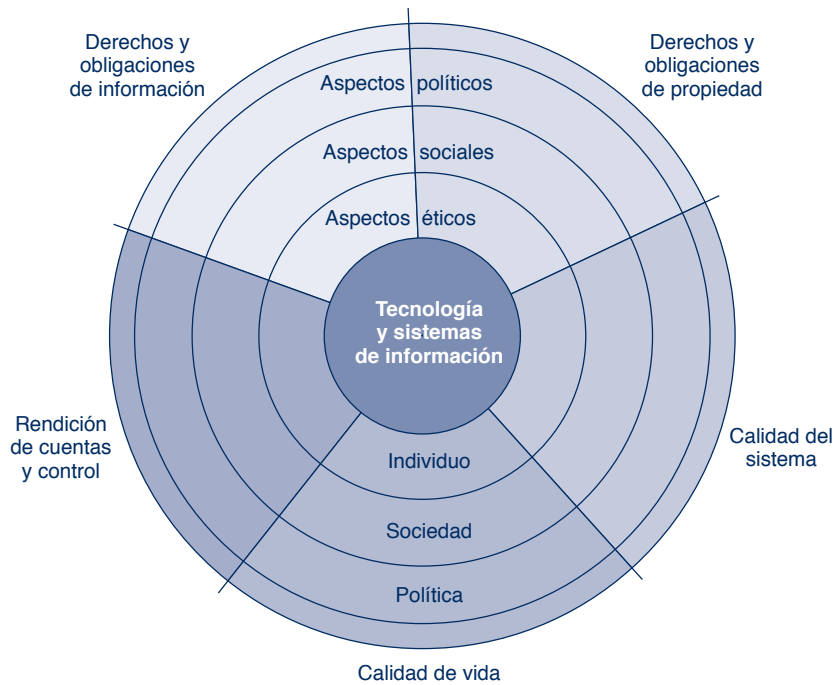 Derechos y
obligaciones
de información
Derechos y
obligaciones
de propiedad
Aspectos políticos
Aspectos sociales
Aspectos éticos
Tecnología
y sistemas
de información
Rendición
de cuentas
y control
Calidad del
sistema
Individuo
Sociedad
Política
Calidad de vida